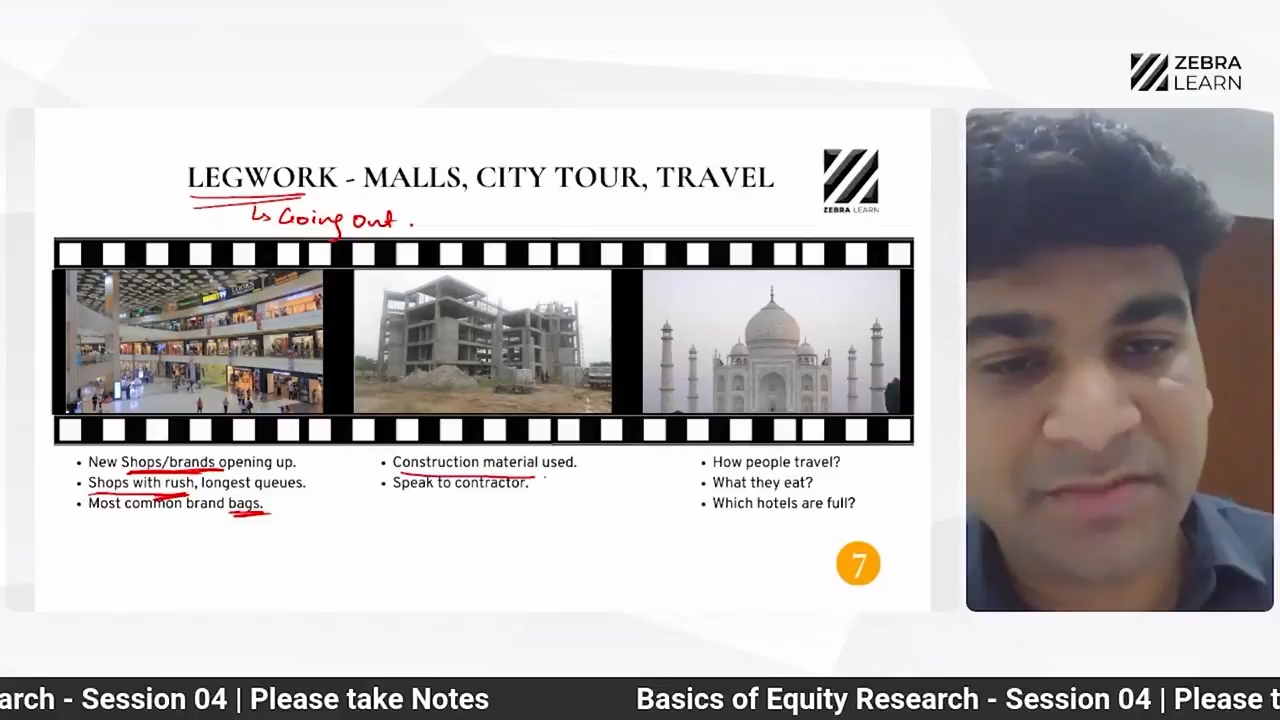 ZEBRA
LEARN
LEGWORK - MALLS, CITY TOUR, TRAVEL
ZEBRA LEARN
↳ Going out.
• New Shops/brands opening up.
• Shops with rush, longest queues.
• Most common brand bags.
• Construction material used.
• Speak to contractor.
• How people travel?
• What they eat?
• Which hotels are full?
7
arch - Session 04 | Please take Notes
Basics of Equity Research - Session 04 | Please t